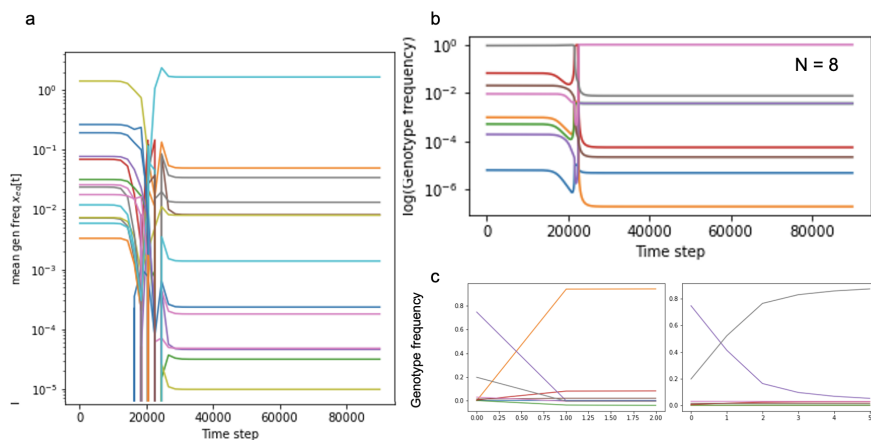 a
mean gen freq x_eq[t]
10^0
10^-1
10^-2
10^-3
10^-4
10^-5
0 20000 40000 60000 80000
Time step
b
log(Genotype frequency)
10^0
10^-2
10^-4
10^-6
N = 8
0 20000 40000 60000 80000
Time step
c
Genotype frequency
0.8
0.6
0.4
0.2
0.0
0.00 0.25 0.50 0.75 1.00 1.25 1.50 1.75 2.00
0.8
0.6
0.4
0.2
0.0
0 1 2 3 4 5